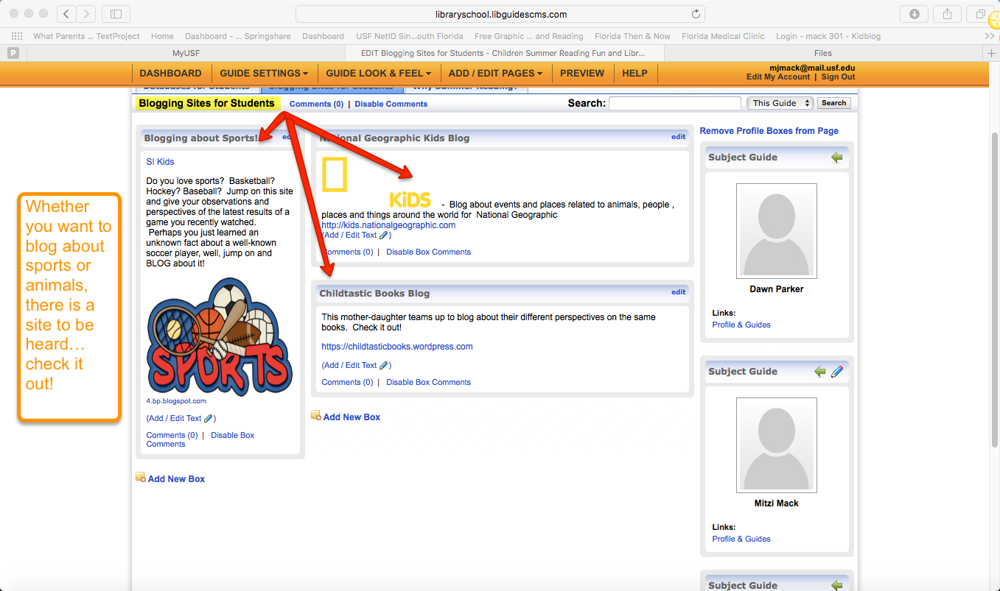 libraryschool.libguidescms.com
What Parents ... TextProject Home Dashboard - ... Springshare Dashboard USF NetID Sin...outh Florida Free Graphic ... and Reading Florida Then & Now Florida Medical Clinic Login - mack 301 - Kidblog
P MyUSF EDIT Blogging Sites for Students - Children Summer Reading Fun and Libr... Files
DASHBOARD GUIDE SETTINGS GUIDE LOOK & FEEL ADD / EDIT PAGES PREVIEW HELP
mjmack@mail.usf.edu
Edit My Account | Sign Out
Databases for Students Blogging Sites for Students Why Summer Reading?
Blogging Sites for Students Comments (0) | Disable Comments Search: This Guide Search
Whether
you want to
blog about
sports or
animals,
there is a
site to be
heard…
check it
out!
Blogging about Sports! edit
SI Kids
Do you love sports? Basketball?
Hockey? Baseball? Jump on this site
and give your observations and
perspectives of the latest results of a
game you recently watched.
Perhaps you just learned an
unknown fact about a well-known
soccer player, well, jump on and
BLOG about it!
SPORTS
4.bp.blogspot.com
(Add / Edit Text )
Comments (0) | Disable Box
Comments
Add New Box
National Geographic Kids Blog edit
KiDS - Blog about events and places related to animals, people ,
places and things around the world for National Geographic
http://kids.nationalgeographic.com
(Add / Edit Text )
Comments (0) | Disable Box Comments
Childtastic Books Blog edit
This mother-daughter teams up to blog about their different perspectives on the same
books. Check it out!
https://childtasticbooks.wordpress.com
(Add / Edit Text )
Comments (0) | Disable Box Comments
Add New Box
Remove Profile Boxes from Page
Subject Guide
Dawn Parker
Links:
Profile & Guides
Subject Guide
Mitzi Mack
Links:
Profile & Guides
Subject Guide